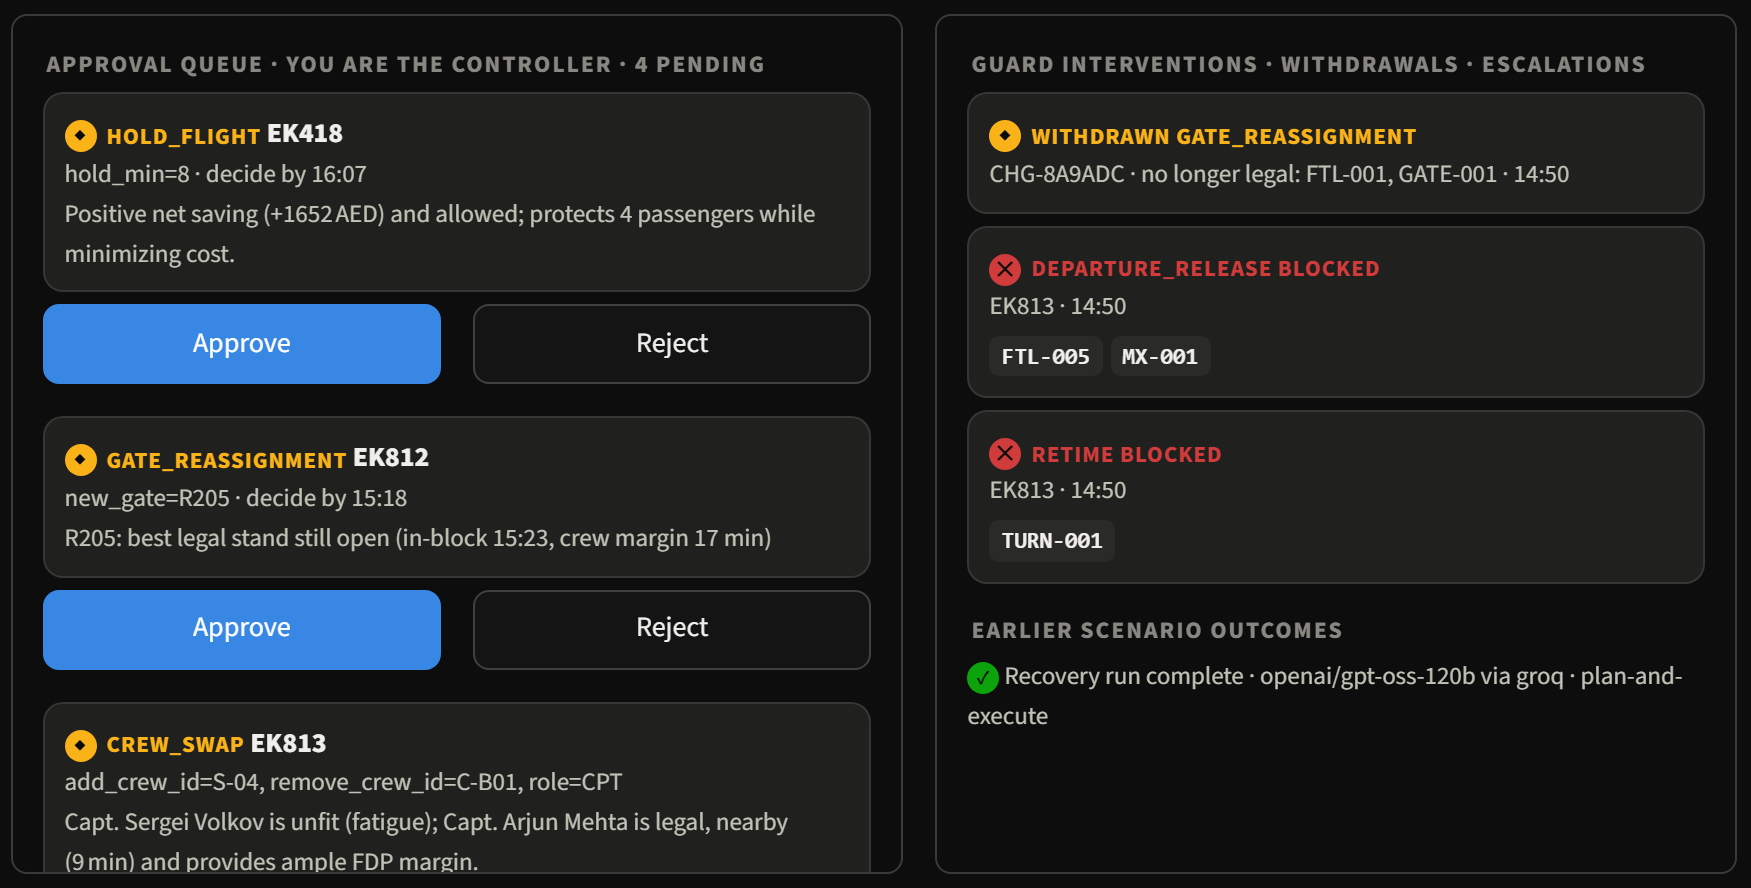 APPROVAL QUEUE · YOU ARE THE CONTROLLER · 4 PENDING
HOLD_FLIGHT EK418
hold_min=8 · decide by 16:07
Positive net saving (+1652 AED) and allowed; protects 4 passengers while
minimizing cost.
Approve
Reject
GATE_REASSIGNMENT EK812
new_gate=R205 · decide by 15:18
R205: best legal stand still open (in-block 15:23, crew margin 17 min)
Approve
Reject
CREW_SWAP EK813
add_crew_id=S-04, remove_crew_id=C-B01, role=CPT
Capt. Sergei Volkov is unfit (fatigue); Capt. Arjun Mehta is legal, nearby
(9 min) and provides ample FDP margin.
GUARD INTERVENTIONS · WITHDRAWALS · ESCALATIONS
WITHDRAWN GATE_REASSIGNMENT
CHG-8A9ADC · no longer legal: FTL-001, GATE-001 · 14:50
DEPARTURE_RELEASE BLOCKED
EK813 · 14:50
FTL-005 MX-001
RETIME BLOCKED
EK813 · 14:50
TURN-001
EARLIER SCENARIO OUTCOMES
Recovery run complete · openai/gpt-oss-120b via groq · plan-and-
execute